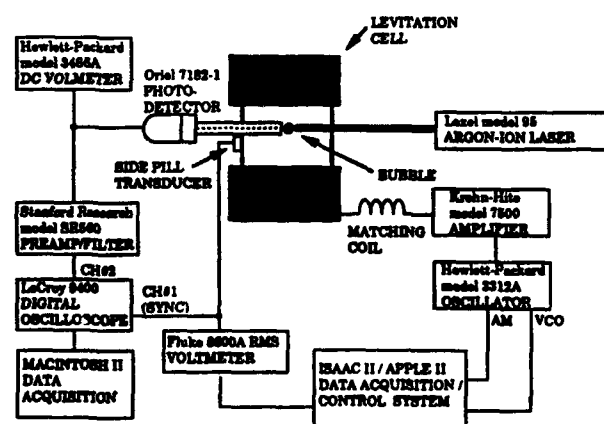 LEVITATION
CELL
Hewlett-Packard
model 3455A
DC VOLMETER
Oriel 7182-1
PHOTO-
DETECTOR
Lexel model 95
ARGON-ION LASER
SIDE PILL
TRANSDUCER
BUBBLE
Stanford Research
model SR560
PREAMP/FILTER
MATCHING
COIL
Krohn-Hite
model 7500
AMPLIFIER
CH#2
LeCroy 9400
DIGITAL
OSCILLOSCOPE
CH#1
(SYNC)
Hewlett-Packard
model 3312A
OSCILLATOR
AM
VCO
MACINTOSH II
DATA
ACQUISITION
Fluke 8600A RMS
VOLTMETER
ISAAC II / APPLE II
DATA ACQUISITION /
CONTROL SYSTEM